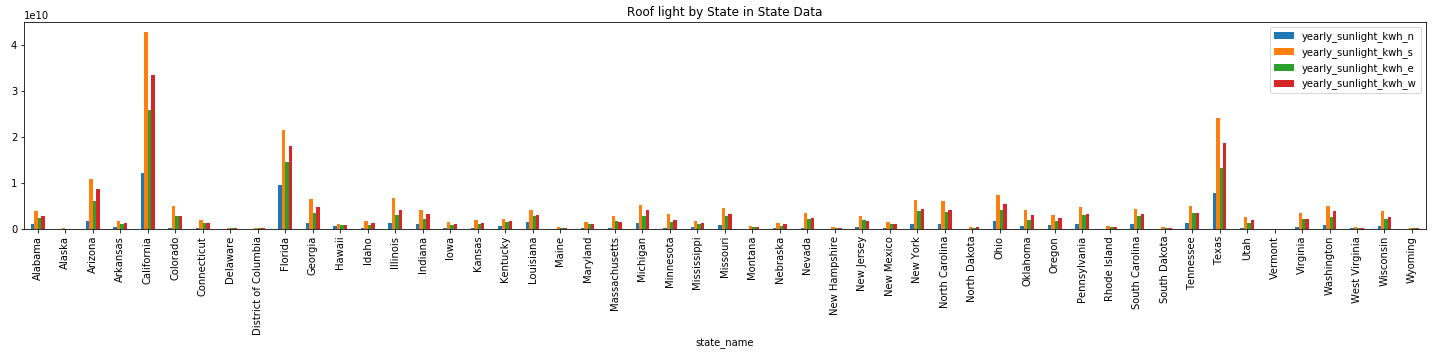 Roof light by State in State Data
1e10
4
3
2
1
0
yearly_sunlight_kwh_n
yearly_sunlight_kwh_s
yearly_sunlight_kwh_e
yearly_sunlight_kwh_w
Alabama
Alaska
Arizona
Arkansas
California
Colorado
Connecticut
Delaware
District of Columbia
Florida
Georgia
Hawaii
Idaho
Illinois
Indiana
Iowa
Kansas
Kentucky
Louisiana
Maine
Maryland
Massachusetts
Michigan
Minnesota
Mississippi
Missouri
Montana
Nebraska
Nevada
New Hampshire
New Jersey
New Mexico
New York
North Carolina
North Dakota
Ohio
Oklahoma
Oregon
Pennsylvania
Rhode Island
South Carolina
South Dakota
Tennessee
Texas
Utah
Vermont
Virginia
Washington
West Virginia
Wisconsin
Wyoming
state_name